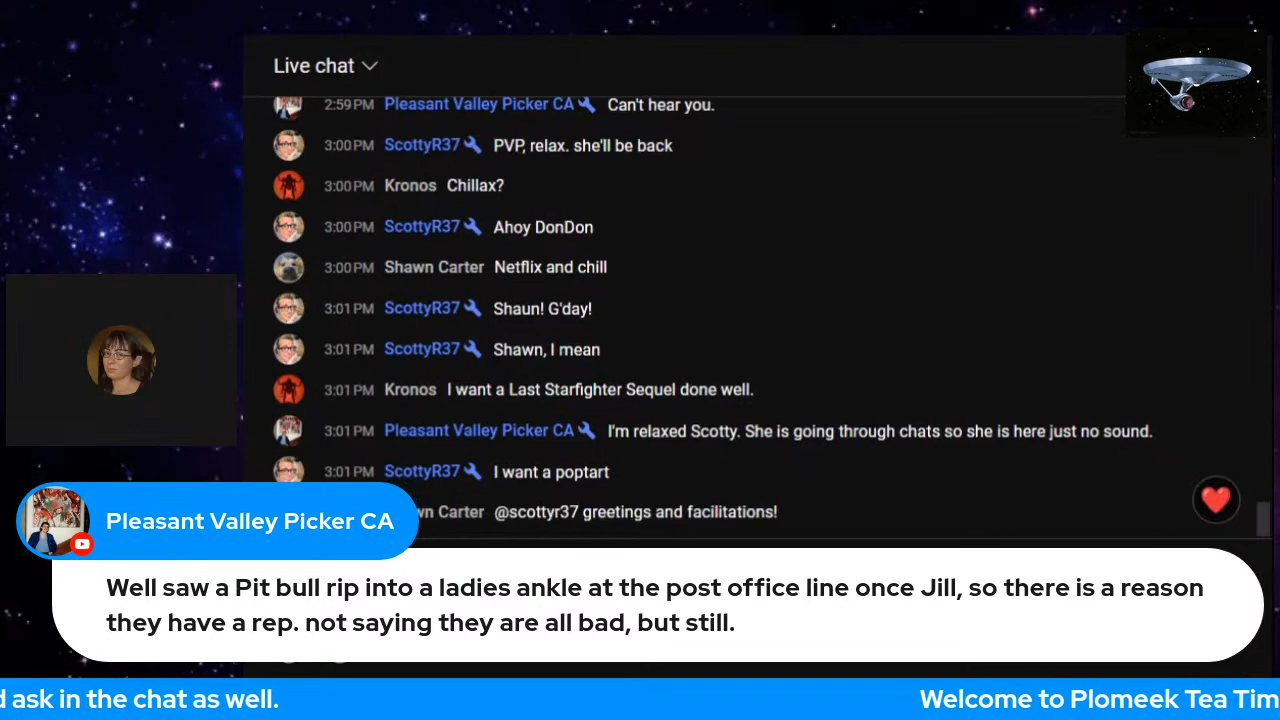 Live chat
2:59 PM Pleasant Valley Picker CA Can't hear you.
3:00 PM ScottyR37 PVP, relax. she'll be back
3:00 PM Kronos Chillax?
3:00 PM ScottyR37 Ahoy DonDon
3:00 PM Shawn Carter Netflix and chill
3:01 PM ScottyR37 Shaun! G'day!
3:01 PM ScottyR37 Shawn, I mean
3:01 PM Kronos I want a Last Starfighter Sequel done well.
3:01 PM Pleasant Valley Picker CA I'm relaxed Scotty. She is going through chats so she is here just no sound.
3:01 PM ScottyR37 I want a poptart
wn Carter @scottyr37 greetings and facilitations!
Pleasant Valley Picker CA
Well saw a Pit bull rip into a ladies ankle at the post office line once Jill, so there is a reason
they have a rep. not saying they are all bad, but still.
d ask in the chat as well. Welcome to Plomeek Tea Tim